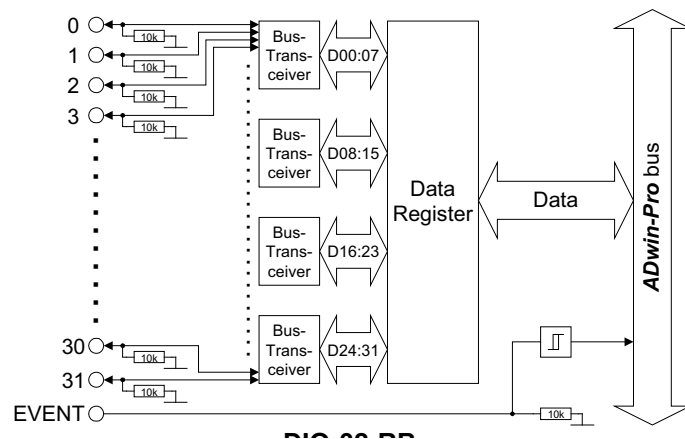 0
10k
1
10k
2
10k
3
10k
Bus-
Trans-
ceiver
D00:07
Bus-
Trans-
ceiver
D08:15
Bus-
Trans-
ceiver
D16:23
Bus-
Trans-
ceiver
D24:31
Data
Register
Data
ADwin-Pro bus
30
10k
31
10k
EVENT
10k